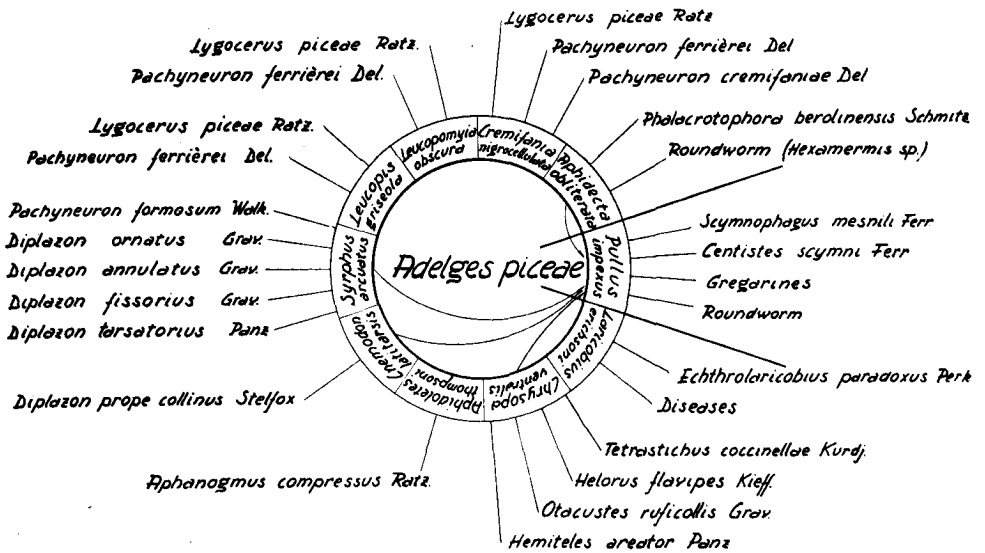 Lygocerus piceae Ratz
Lygocerus piceae Ratz.
Pachyneuron ferrièrei Del
Pachyneuron ferrièrei Del.
Pachyneuron cremifaniae Del
Phalacrotophora berolinensis Schmitz
Lygocerus piceae Ratz.
Roundworm (Hexamermis sp.)
Pachyneuron ferrièrei Del.
Leucopomyia obscura
Cremifania nigrocellulata
Aphidecta obliterata
Leucopis griseola
Pachyneuron formosum Walk.
Scymnophagus mesnili Ferr
Diplazon ornatus Grav.
Centistes scymni Ferr
Syrphus arcuatus
Adelges piceae
Pullus impexus
Diplazon annulatus Grav.
Gregarines
Diplazon fissorius Grav.
Roundworm
Diplazon tarsatorius Panz
Cnemodon latitarsis
Laricobius erichsoni
Aphidoletes thompsoni
Chrysopa ventralis
Echthrolaricobius paradoxus Perk
Diplazon prope collinus Stelfox
Diseases
Tetrastichus coccinellae Kurdj.
Aphanogmus compressus Ratz.
Helorus flavipes Kieff.
Otacustes ruficollis Grav.
Hemiteles areator Panz